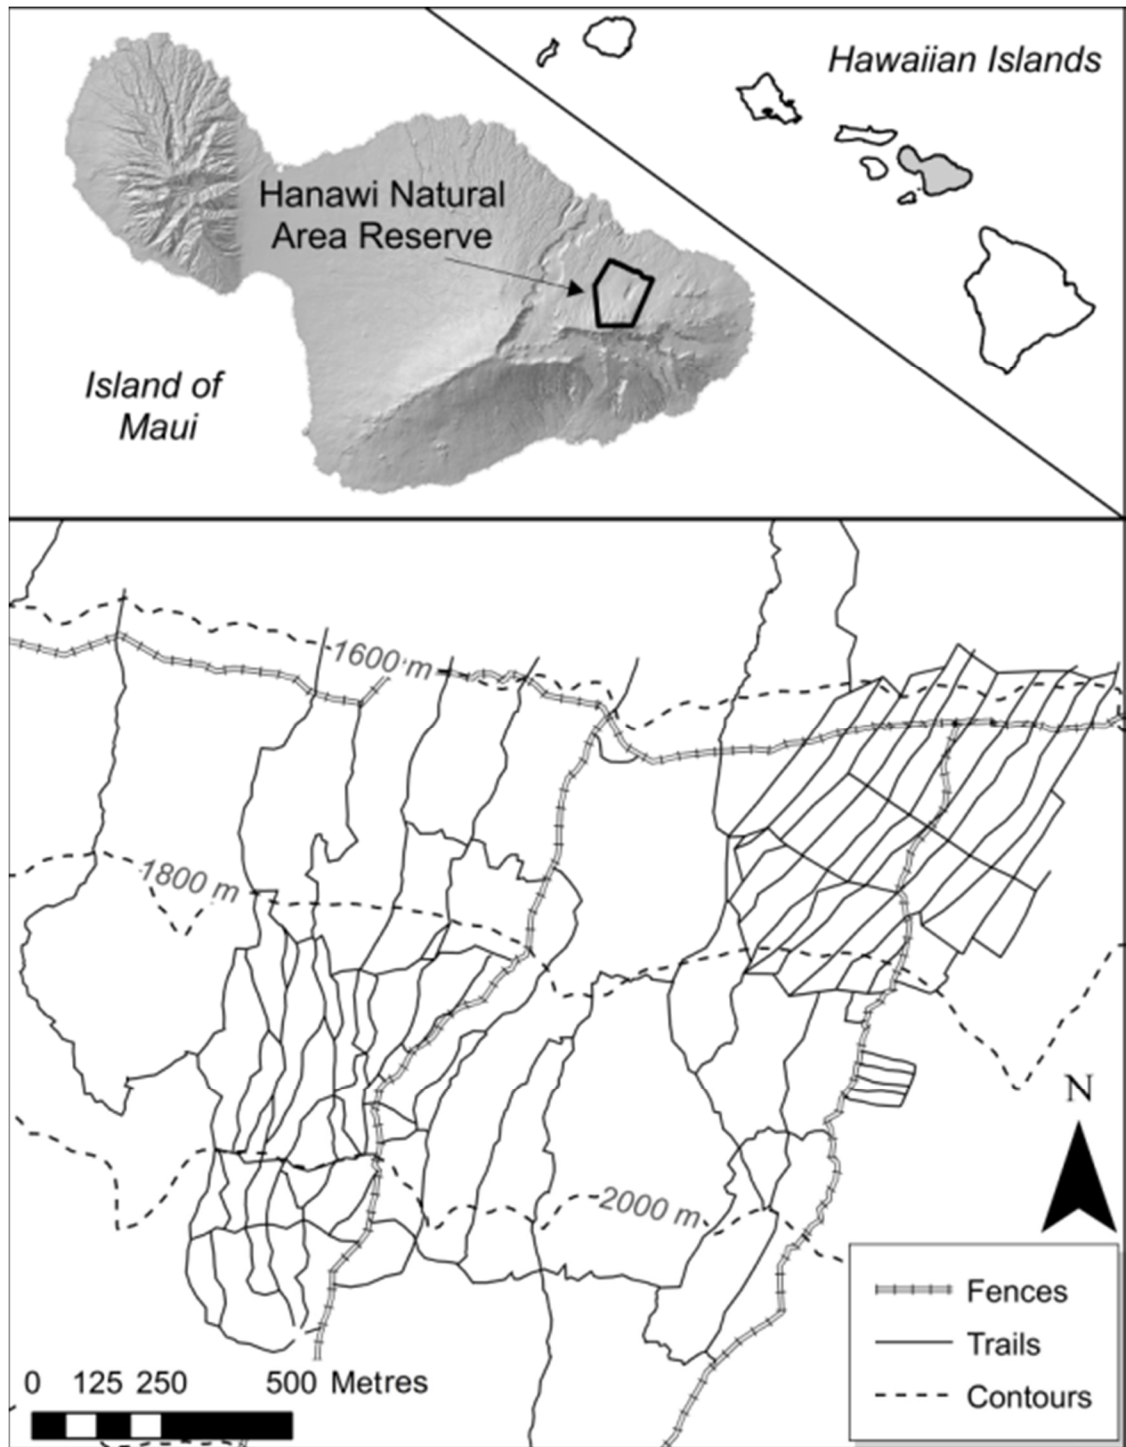 Hawaiian Islands
Hanawi Natural
Area Reserve
Island of
Maui
1600 m
1800 m
2000 m
N
Fences
Trails
Contours
0 125 250 500 Metres